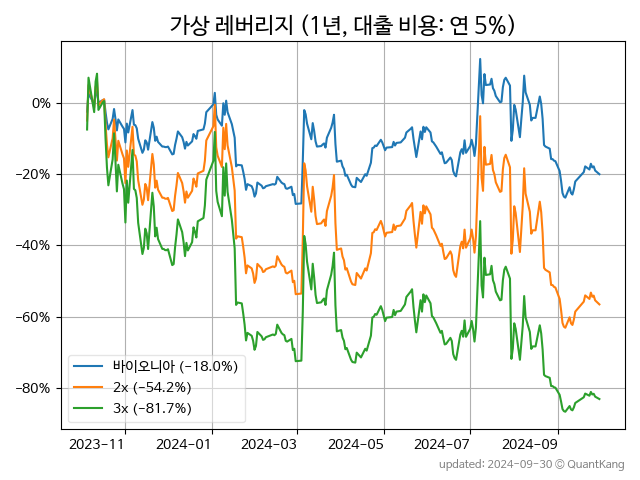 가상 레버리지 (1년, 대출 비용: 연 5%)
0%
−20%
−40%
−60%
−80%
바이오니아 (−18.0%)
2x (−54.2%)
3x (−81.7%)
2023-11 2024-01 2024-03 2024-05 2024-07 2024-09
updated: 2024-09-30 © QuantKang